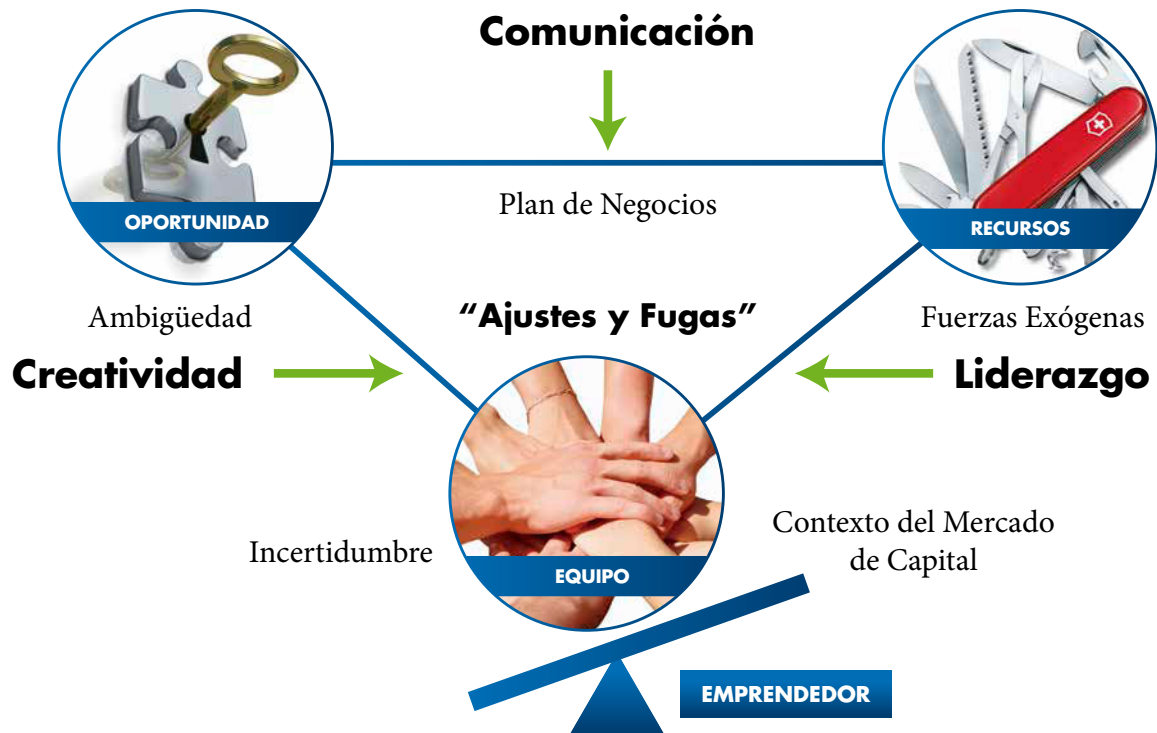 Comunicación
OPORTUNIDAD
Plan de Negocios
RECURSOS
Ambigüedad
“Ajustes y Fugas”
Fuerzas Exógenas
Creatividad
Liderazgo
Incertidumbre
EQUIPO
Contexto del Mercado
de Capital
EMPRENDEDOR